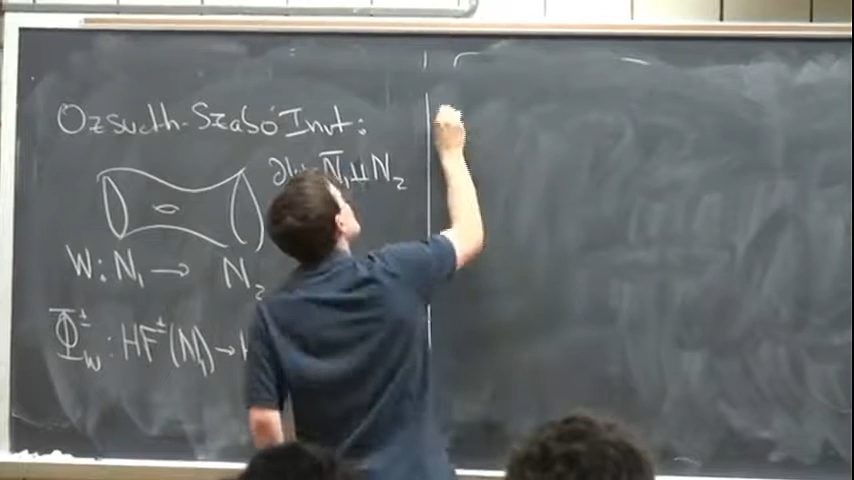 Ozsvath-Szabó Invt:
∂W = N̄₁ ⨿ N₂
W: N₁ → N₂
Φ̄^±_W : HF^±(N₁) →